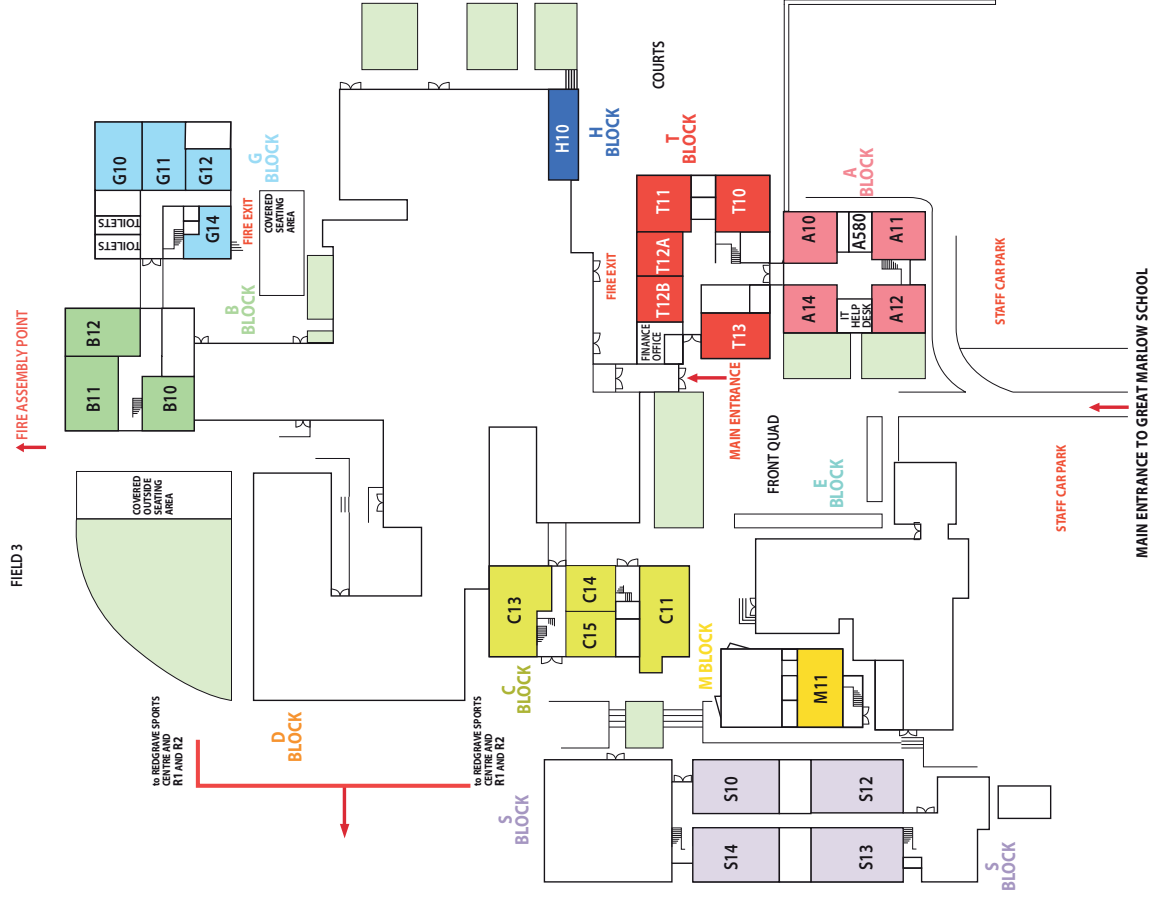 FIELD 3
FIRE ASSEMBLY POINT
COVERED
OUTSIDE
SEATING
AREA
B11
B12
B10
B
BLOCK
TOILETS
TOILETS
G10
G11
G12
G14
G
BLOCK
FIRE EXIT
COVERED
SEATING
AREA
to REDGRAVE SPORTS
CENTRE AND
R1 AND R2
D
BLOCK
to REDGRAVE SPORTS
CENTRE AND
R1 AND R2
H10
H
BLOCK
COURTS
FIRE EXIT
T11
T12A
T12B
FINANCE
OFFICE
T10
T13
T
BLOCK
MAIN ENTRANCE
C13
C14
C15
C11
C
BLOCK
M BLOCK
M11
FRONT QUAD
E
BLOCK
A10
A580
A11
A14
IT
HELP
DESK
A12
A
BLOCK
S
BLOCK
S10
S12
S14
S13
S
BLOCK
STAFF CAR PARK
STAFF CAR PARK
MAIN ENTRANCE TO GREAT MARLOW SCHOOL